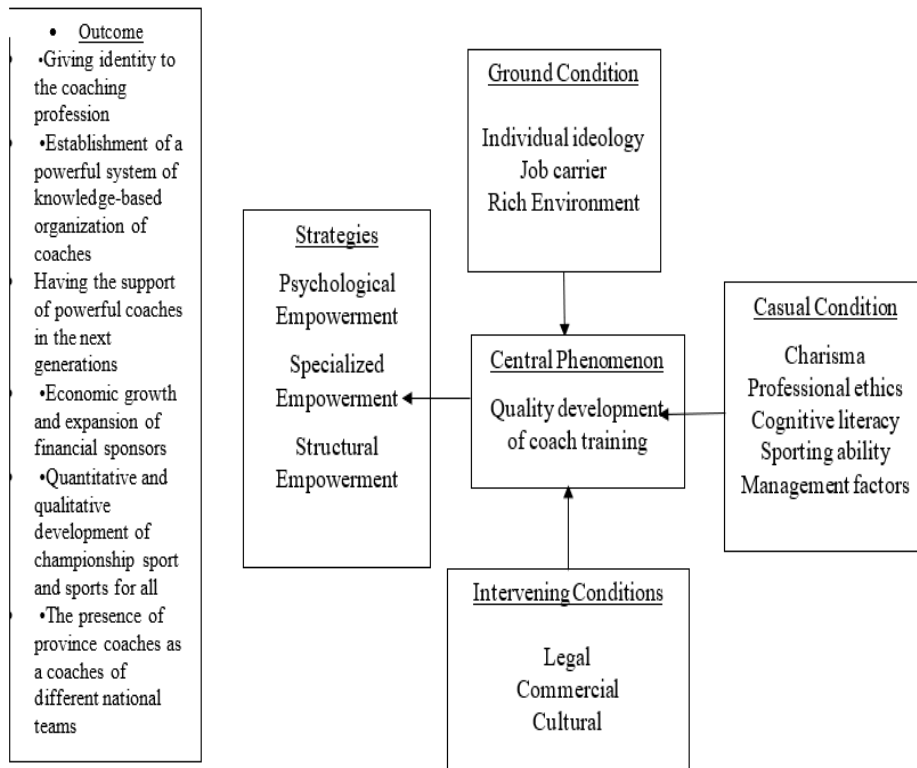 • Outcome
• •Giving identity to
the coaching
profession
• •Establishment of a
powerful system of
knowledge-based
organization of
coaches
• Having the support
of powerful coaches
in the next
generations
• •Economic growth
and expansion of
financial sponsors
• •Quantitative and
qualitative
development of
championship sport
and sports for all
• •The presence of
province coaches as
a coaches of
different national
teams
Strategies
Psychological
Empowerment
Specialized
Empowerment
Structural
Empowerment
Ground Condition
Individual ideology
Job carrier
Rich Environment
Central Phenomenon
Quality development
of coach training
Intervening Conditions
Legal
Commercial
Cultural
Casual Condition
Charisma
Professional ethics
Cognitive literacy
Sporting ability
Management factors